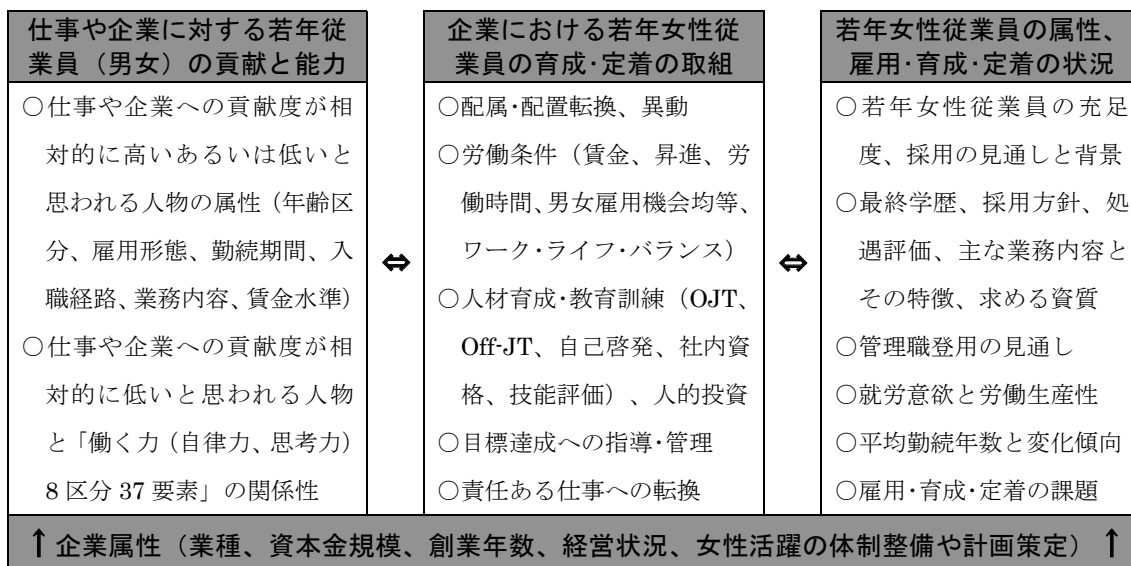 仕事や企業に対する若年従
業員（男女）の貢献と能力
○仕事や企業への貢献度が相
対的に高いあるいは低いと
思われる人物の属性（年齢区
分、雇用形態、勤続期間、入
職経路、業務内容、賃金水準）
○仕事や企業への貢献度が相
対的に低いと思われる人物
と「働く力（自律力、思考力）
8 区分 37 要素」の関係性
⇔
企業における若年女性従
業員の育成･定着の取組
○配属･配置転換、異動
○労働条件（賃金、昇進、労
働時間、男女雇用機会均等、
ワーク･ライフ･バランス）
○人材育成･教育訓練（OJT、
Off-JT、自己啓発、社内資
格、技能評価）、人的投資
○目標達成への指導･管理
○責任ある仕事への転換
⇔
若年女性従業員の属性、
雇用･育成･定着の状況
○若年女性従業員の充足
度、採用の見通しと背景
○最終学歴、採用方針、処
遇評価、主な業務内容と
その特徴、求める資質
○管理職登用の見通し
○就労意欲と労働生産性
○平均勤続年数と変化傾向
○雇用･育成･定着の課題
↑企業属性（業種、資本金規模、創業年数、経営状況、女性活躍の体制整備や計画策定）↑